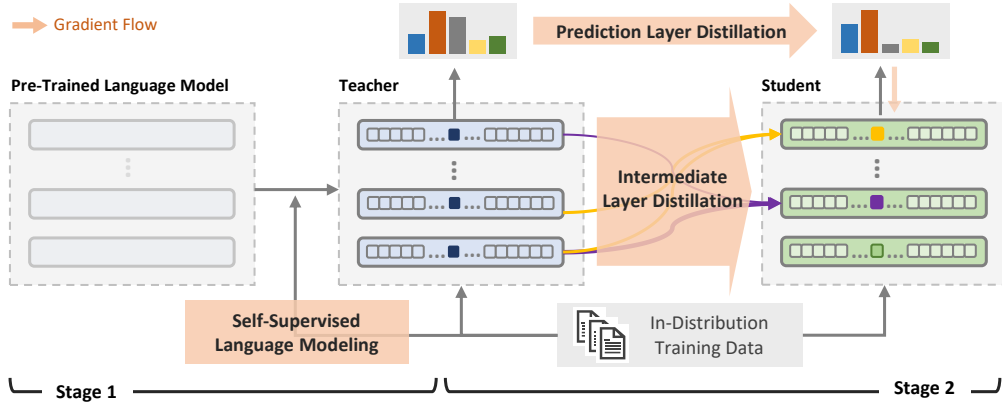 Gradient Flow
Prediction Layer Distillation
Pre-Trained Language Model
Teacher
Student
Intermediate
Layer Distillation
Self-Supervised
Language Modeling
In-Distribution
Training Data
Stage 1
Stage 2